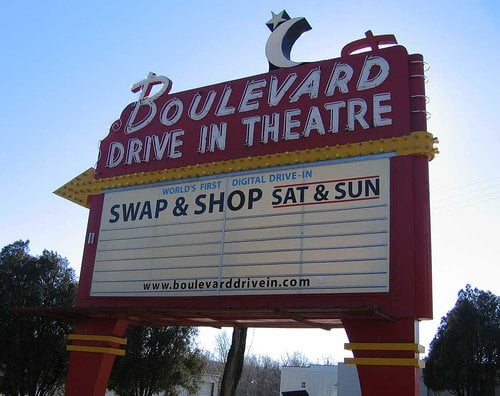 BOULEVARD
DRIVE IN THEATRE
WORLD'S FIRST DIGITAL DRIVE-IN
SWAP & SHOP SAT & SUN
www.boulevarddrivein.com